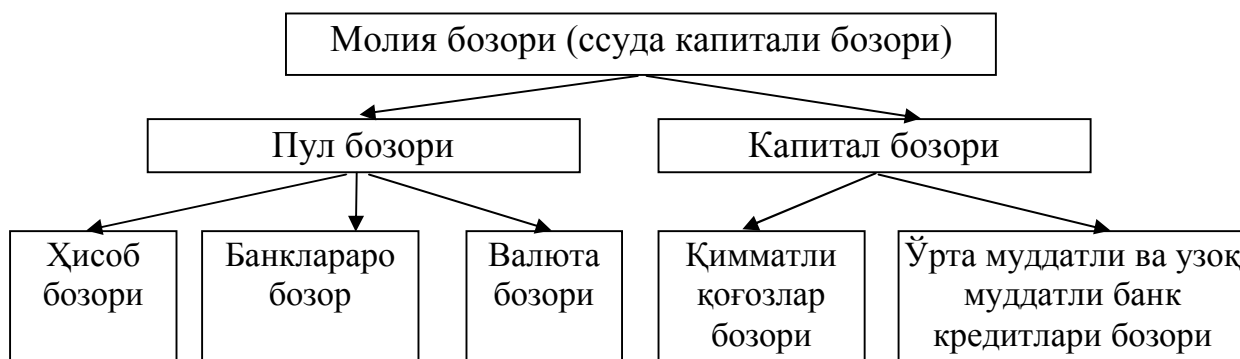 Молия бозори (ссуда капитали бозори)
Пул бозори
Капитал бозори
Ҳисоб
бозори
Банклараро
бозор
Валюта
бозори
Қимматли
қоғозлар
бозори
Ўрта муддатли ва узоқ
муддатли банк
кредитлари бозори